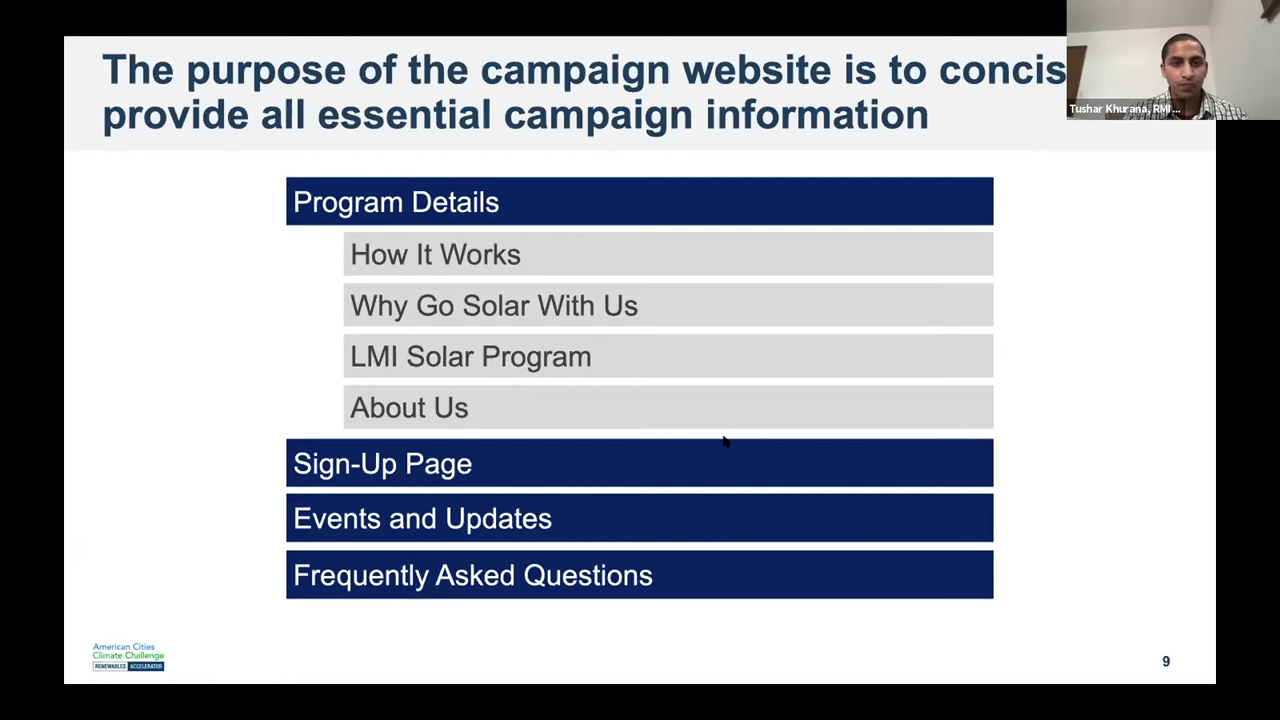 The purpose of the campaign website is to concis
provide all essential campaign information
Tushar Khurana, RMI ...
Program Details
How It Works
Why Go Solar With Us
LMI Solar Program
About Us
Sign-Up Page
Events and Updates
Frequently Asked Questions
American Cities
Climate Challenge
RENEWABLES ACCELERATOR
9